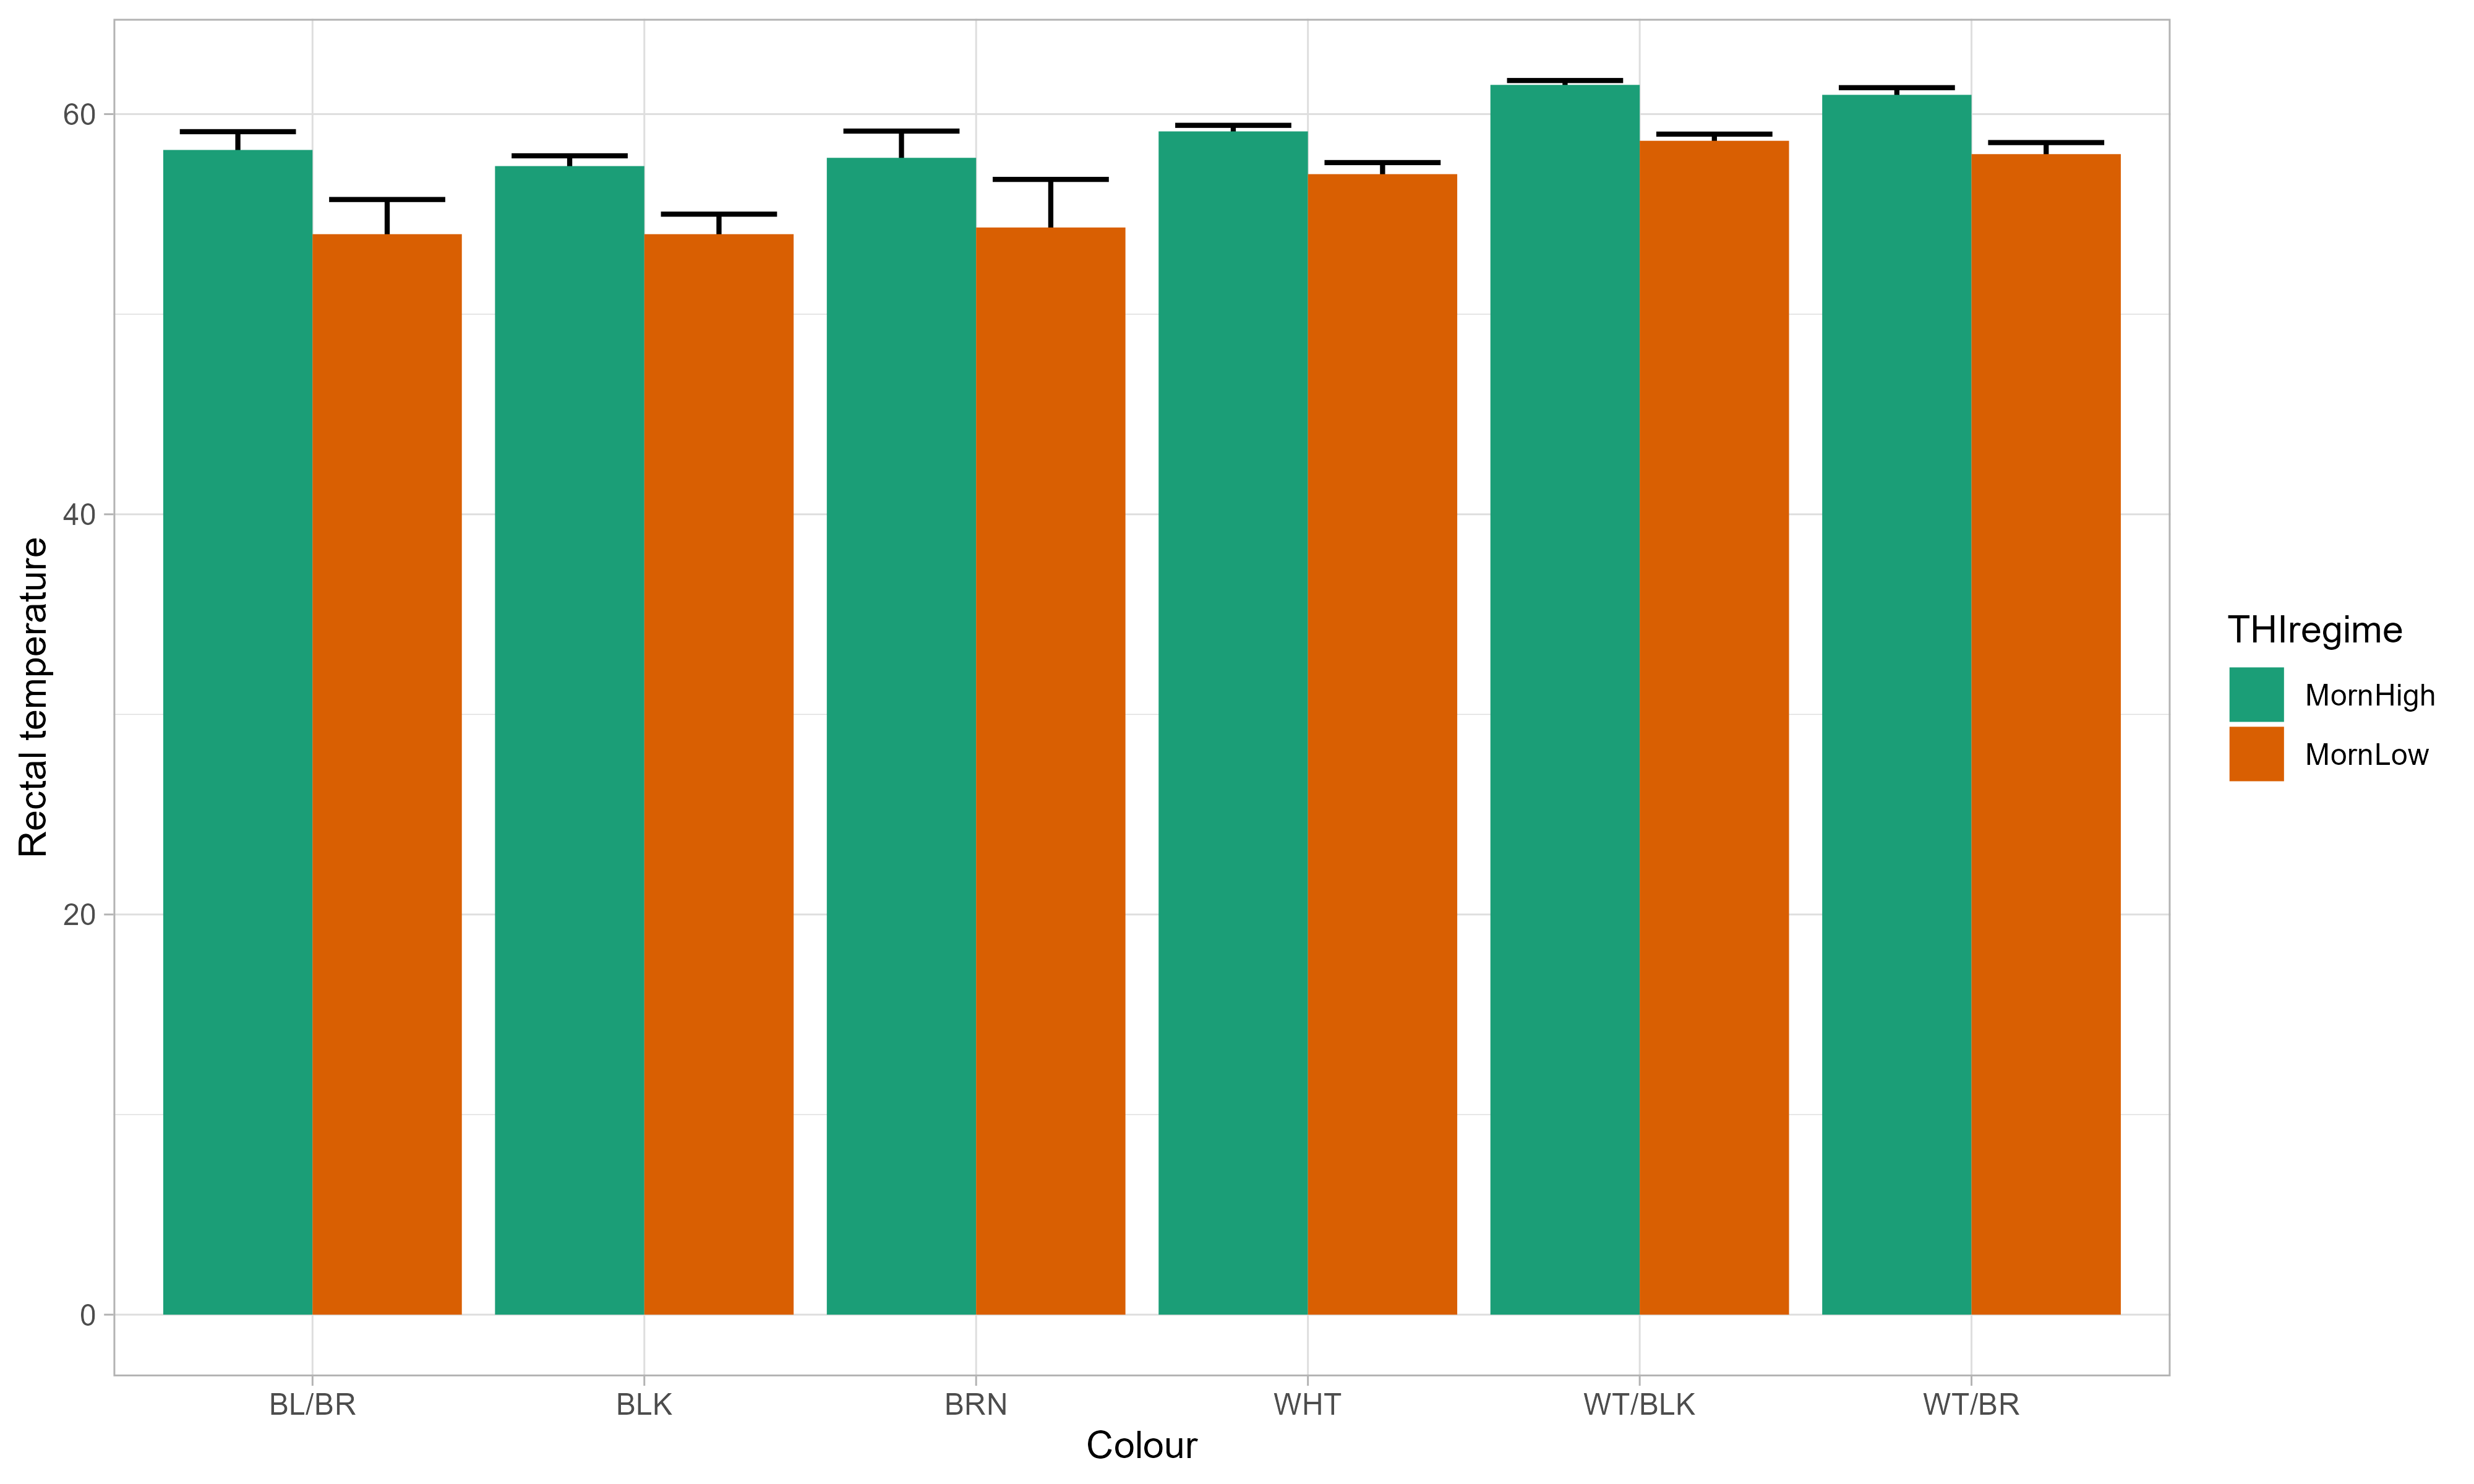 Rectal temperature
60
40
20
0
BL/BR
BLK
BRN
WHT
WT/BLK
WT/BR
Colour
THIregime
MornHigh
MornLow